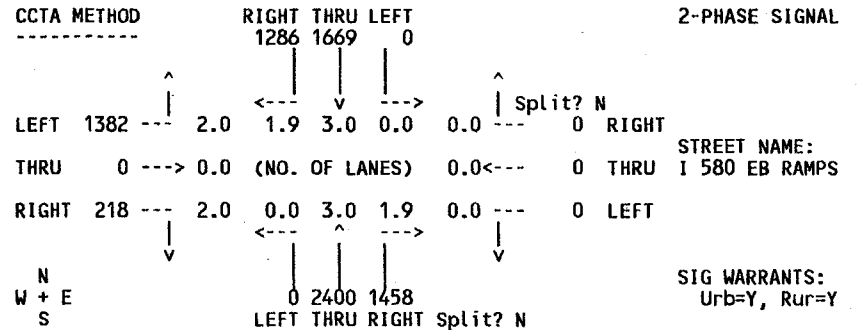 CCTA METHOD RIGHT THRU LEFT 2-PHASE SIGNAL
----------- 1286 1669 0
^ | | | ^
| <--- v ---> | Split? N
LEFT 1382 --- 2.0 1.9 3.0 0.0 0.0 --- 0 RIGHT
STREET NAME:
THRU 0 ---> 0.0 (NO. OF LANES) 0.0<--- 0 THRU I 580 EB RAMPS
RIGHT 218 --- 2.0 0.0 3.0 1.9 0.0 --- 0 LEFT
| <--- ^ ---> |
v | | | v
N SIG WARRANTS:
W + E 0 2400 1458 Urb=Y, Rur=Y
S LEFT THRU RIGHT Split? N